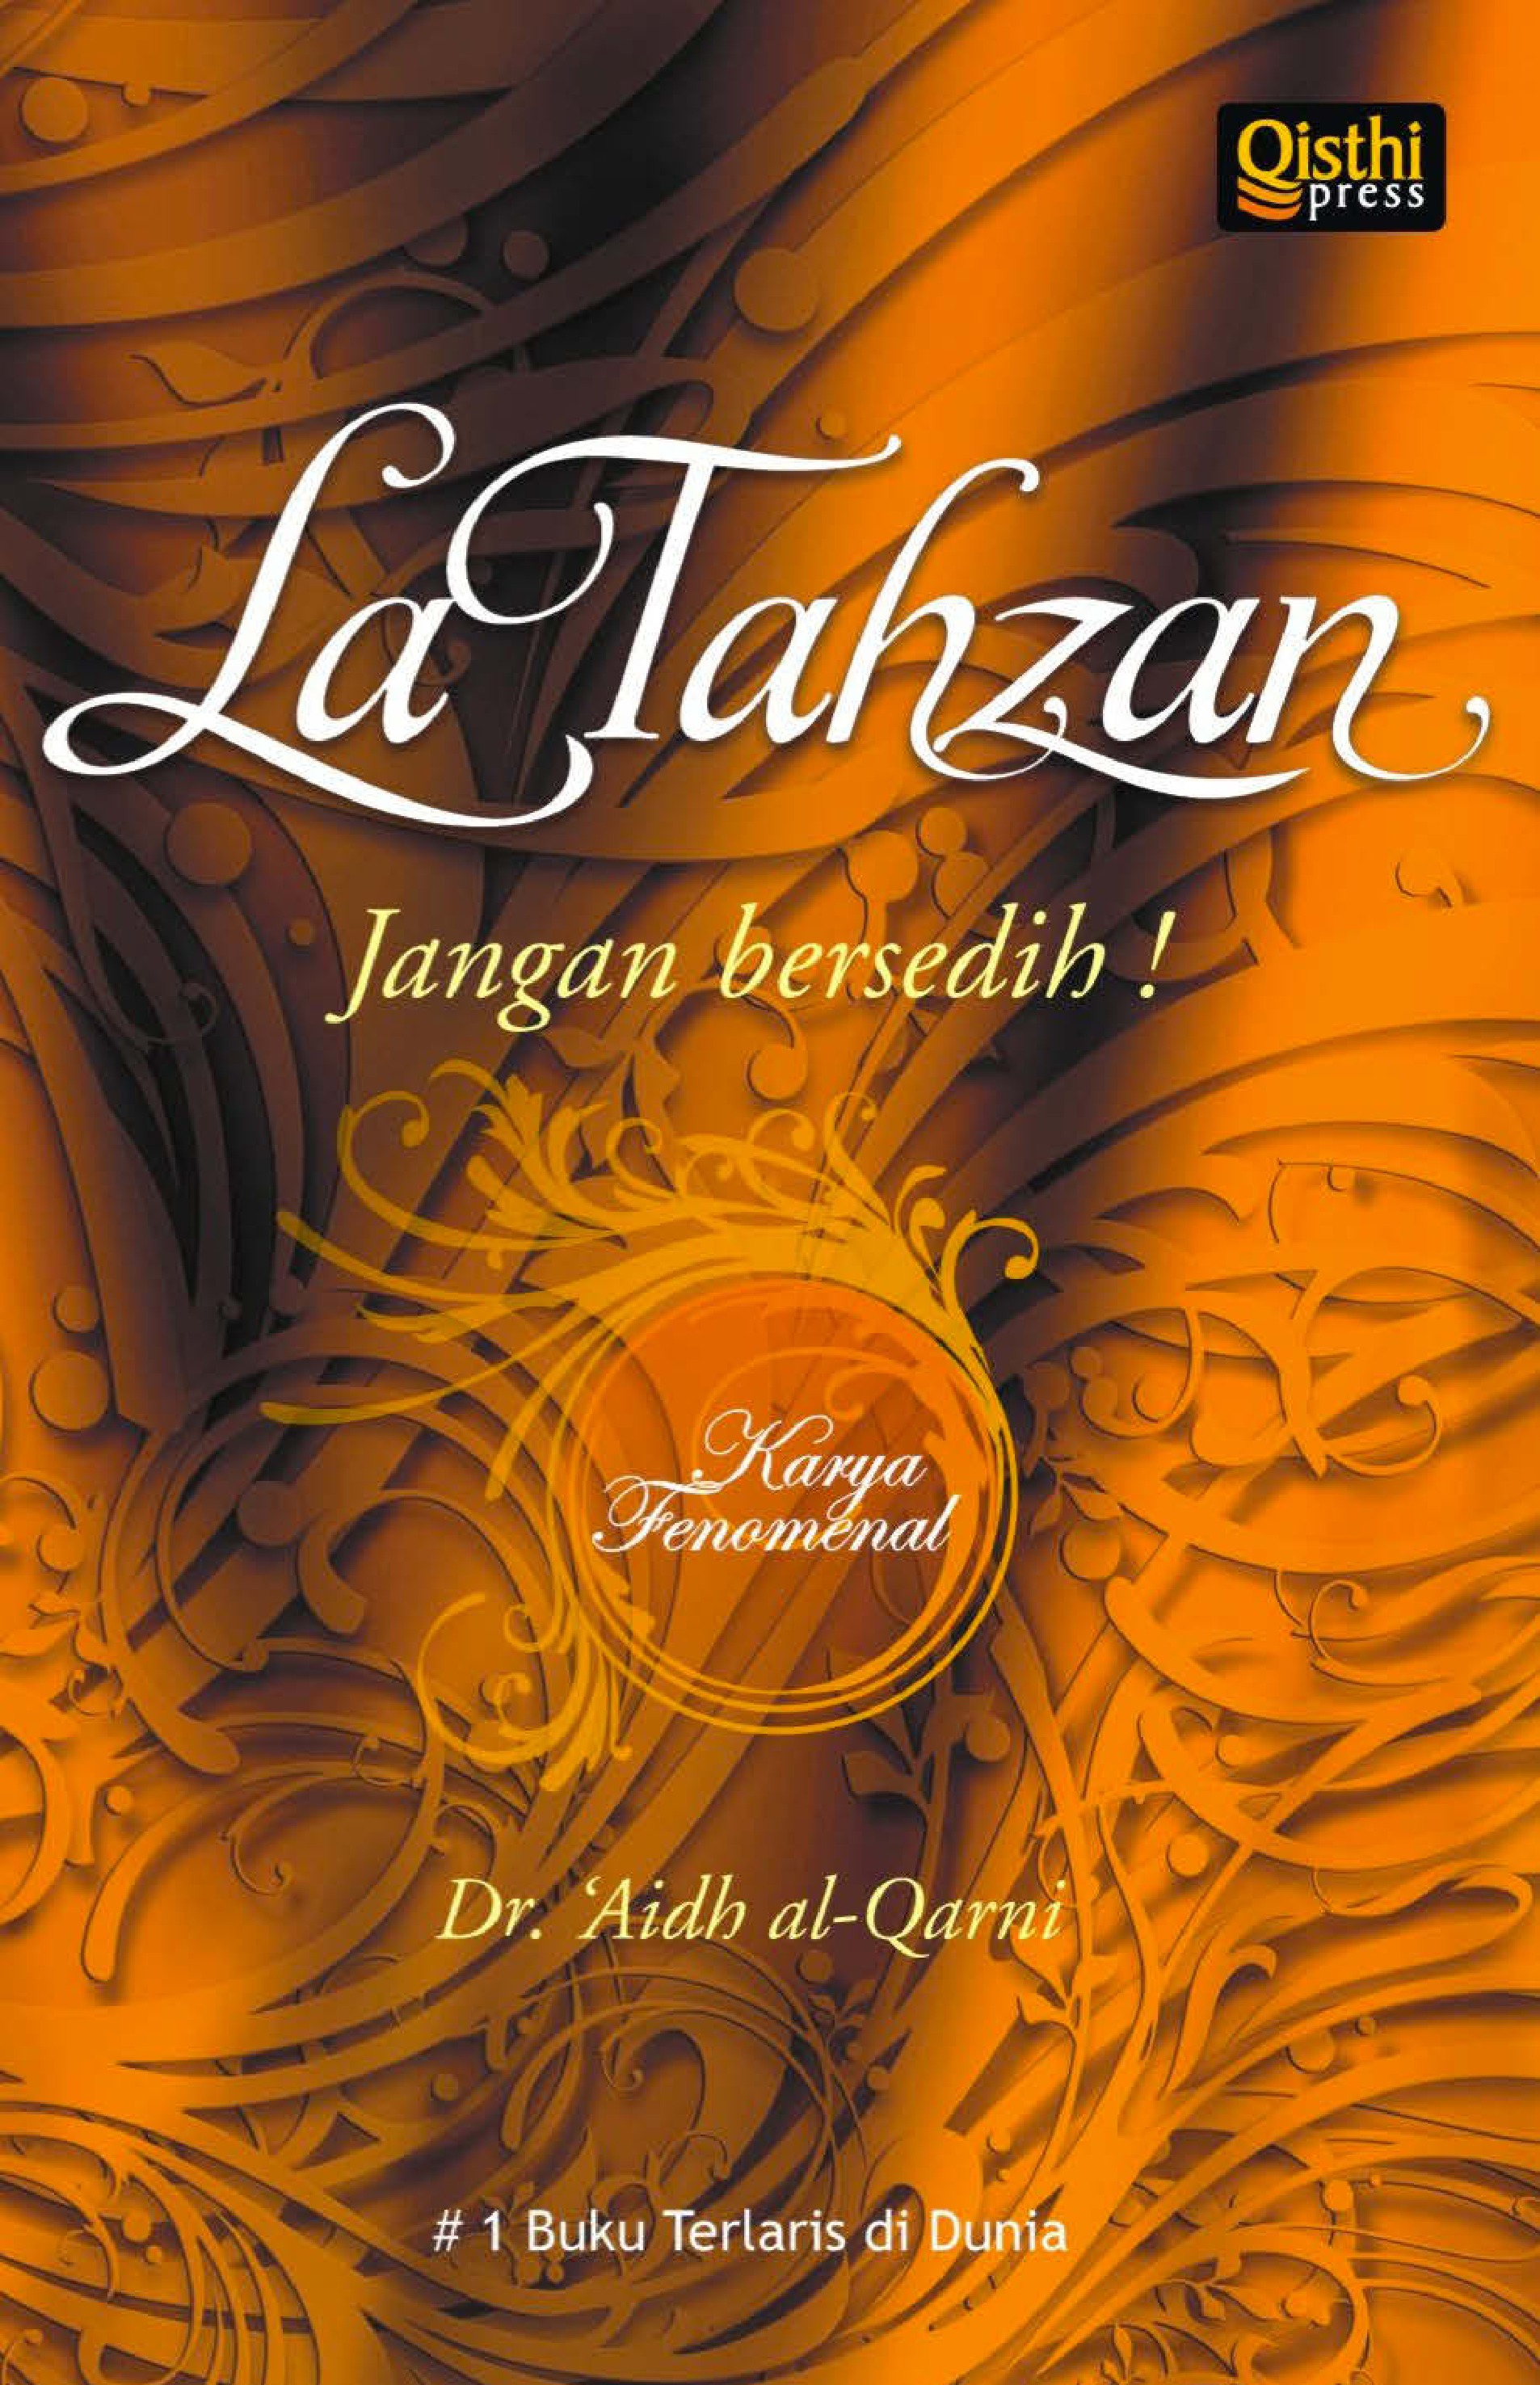 Qisthi
press
La Tahzan
Jangan bersedih !
Karya
Fenomenal
Dr. ‘Aidh al-Qarni
# 1 Buku Terlaris di Dunia